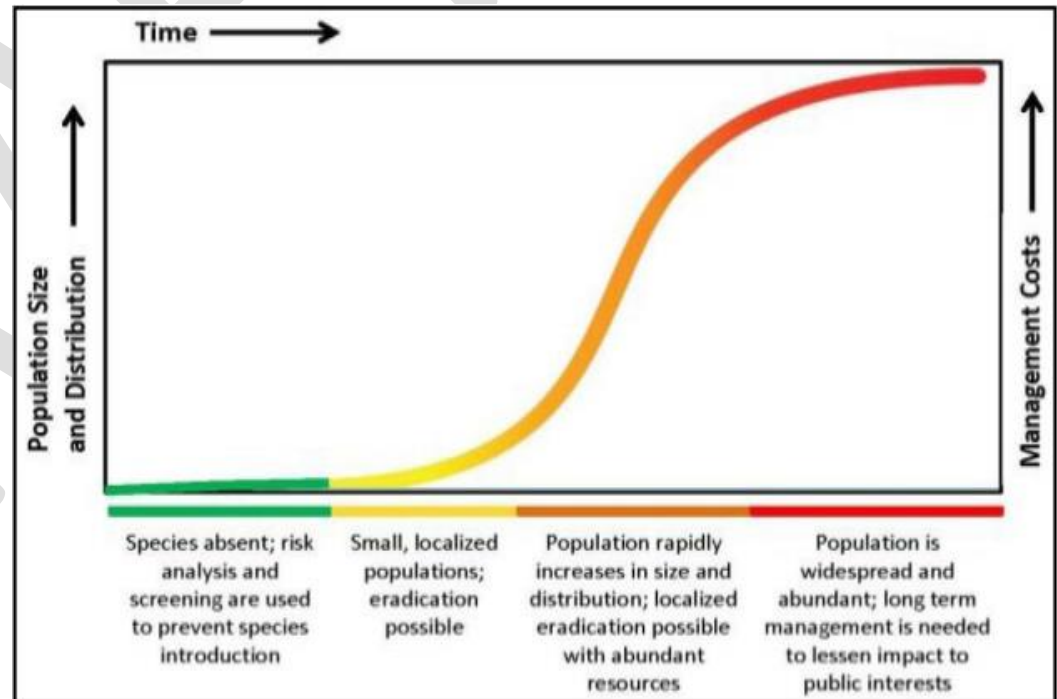 Time
Population Size
and Distribution
Management Costs
Species absent; risk
analysis and
screening are used
to prevent species
introduction
Small, localized
populations;
eradication
possible
Population rapidly
increases in size and
distribution; localized
eradication possible
with abundant
resources
Population is
widespread and
abundant; long term
management is needed
to lessen impact to
public interests